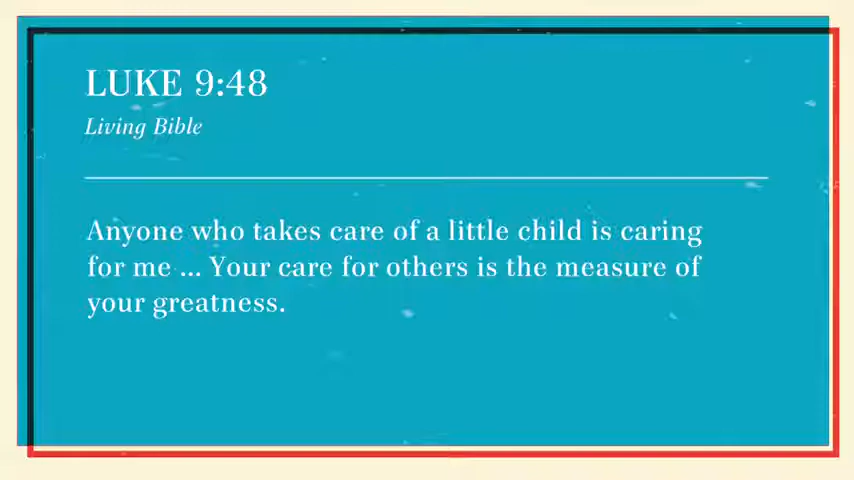 LUKE 9:48
Living Bible
Anyone who takes care of a little child is caring
for me ... Your care for others is the measure of
your greatness.